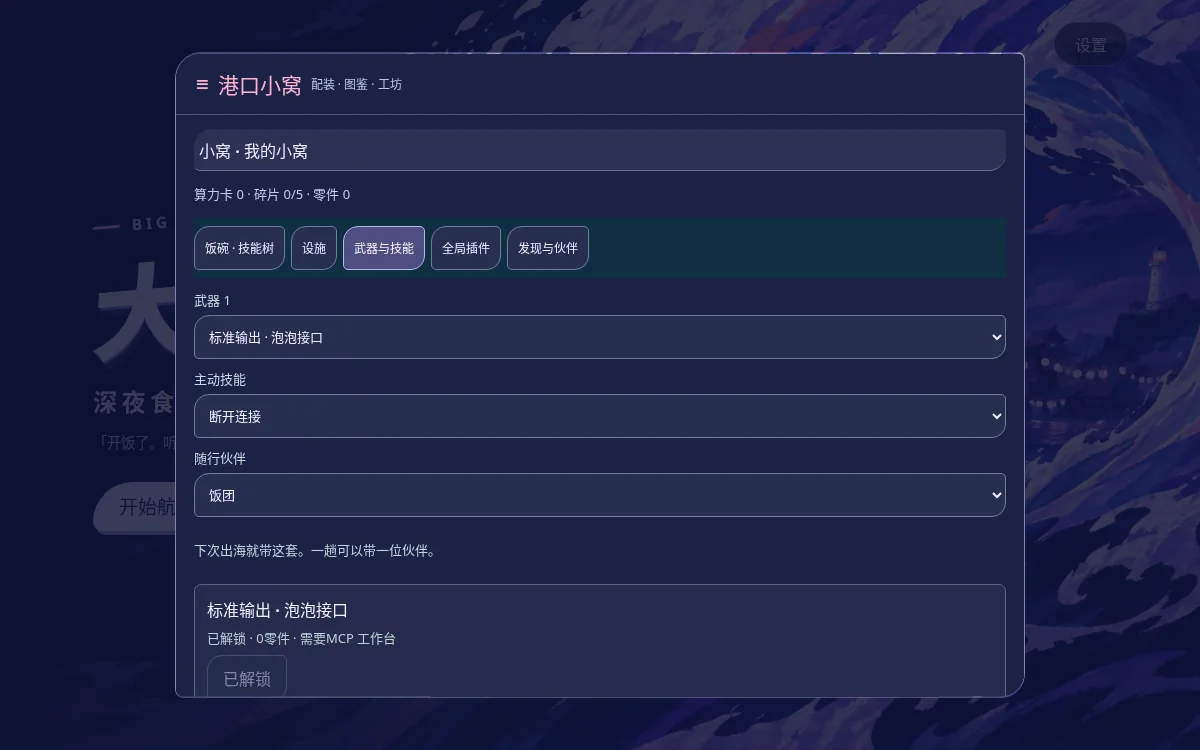 设置
≡ 港口小窝 配装 · 图鉴 · 工坊
小窝 · 我的小窝
算力卡 0 · 碎片 0/5 · 零件 0
BIG
饭碗 · 技能树 设施 武器与技能 全局插件 发现与伙伴
大
武器 1
标准输出 · 泡泡接口
主动技能
深夜食
断开连接
「开饭了。听
随行伙伴
饭团
开始航
下次出海就带这套。一趟可以带一位伙伴。
标准输出 · 泡泡接口
已解锁 · 0零件 · 需要MCP 工作台
已解锁